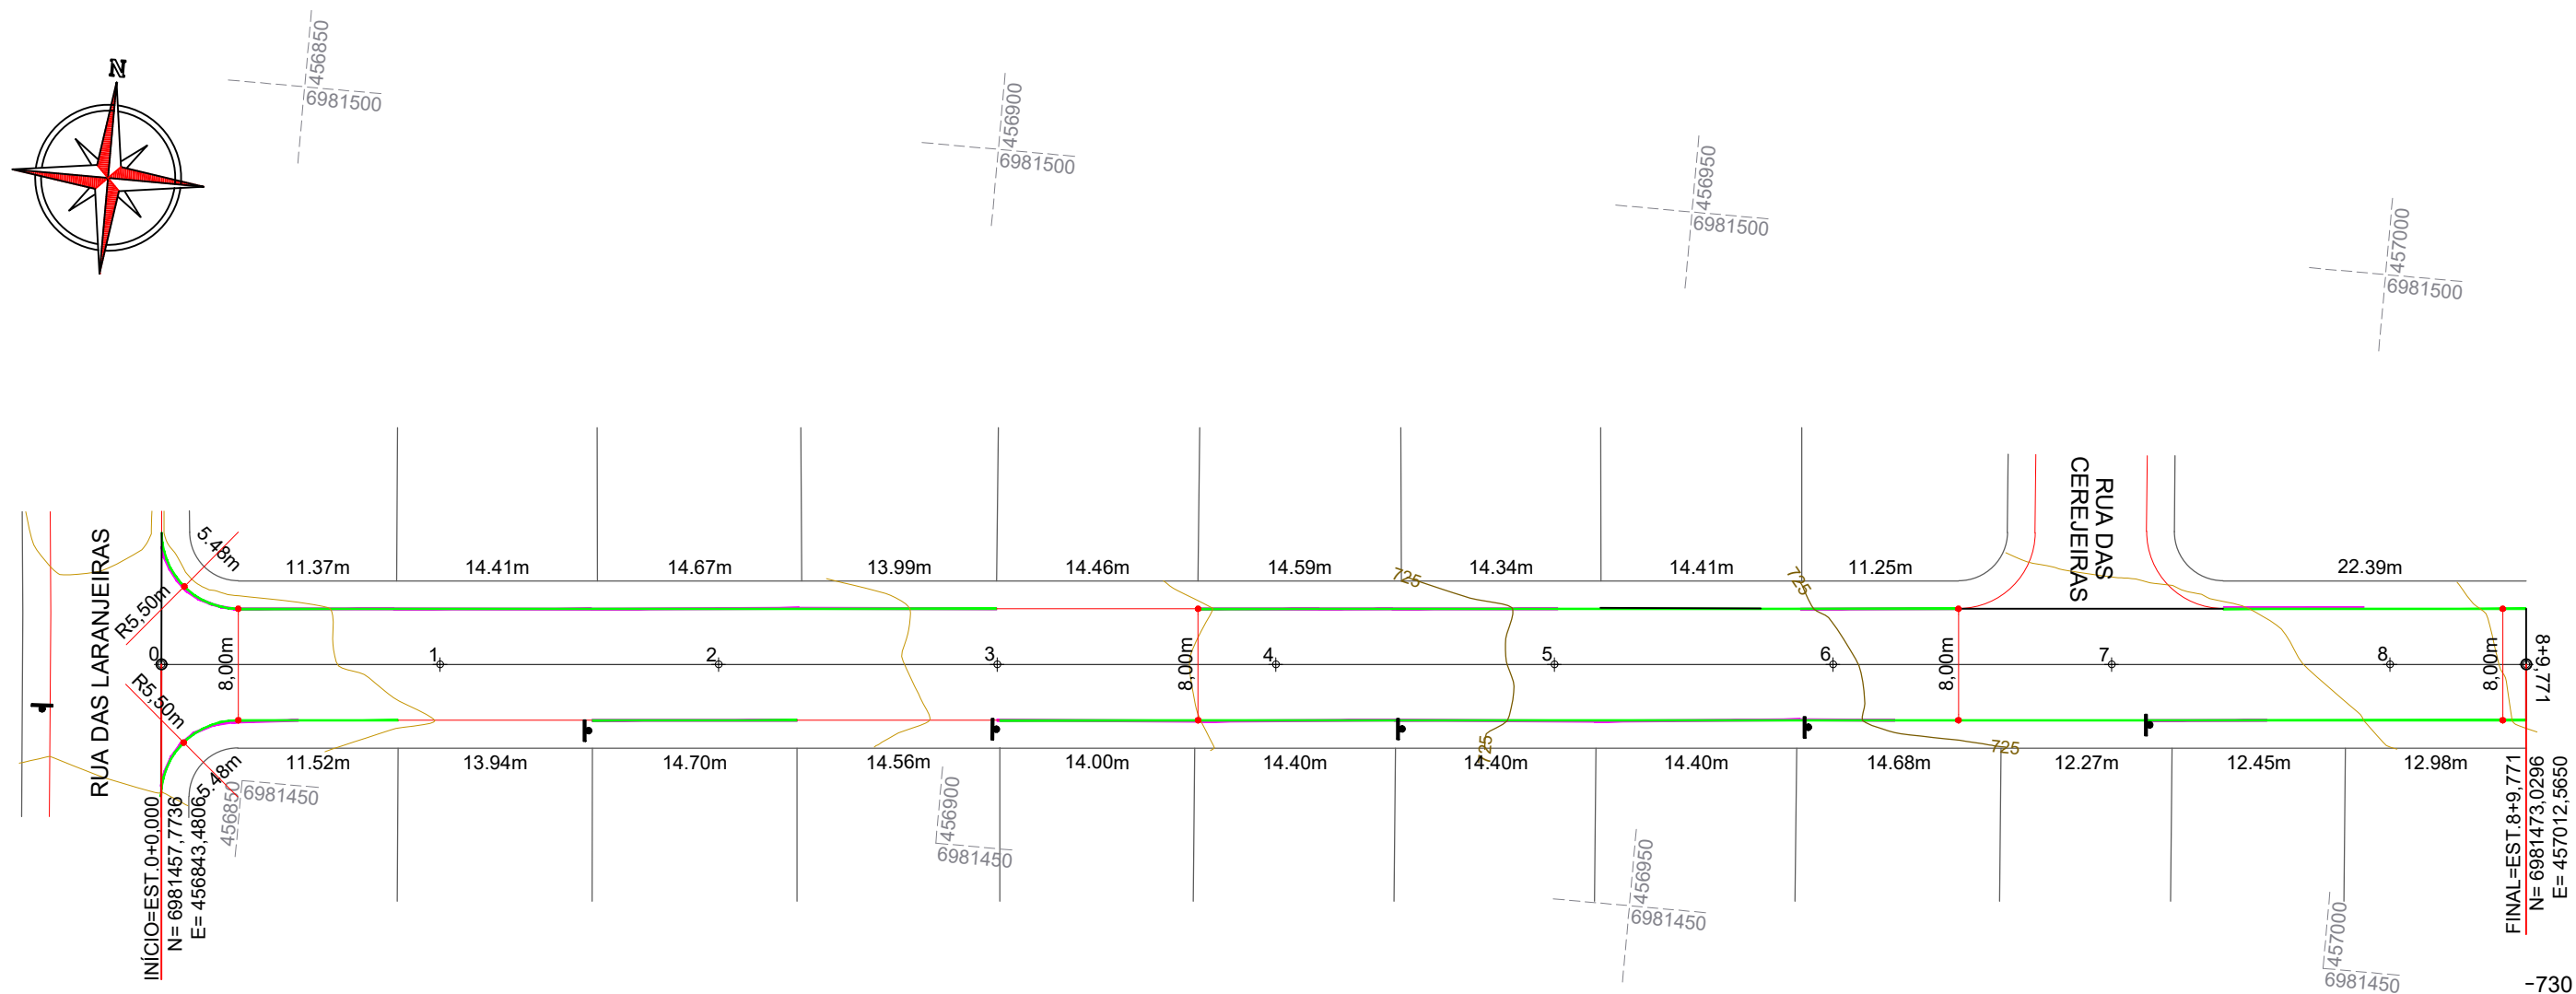 N
456850
6981500
456900
6981500
456950
6981500
457000
6981500
RUA DAS LARANJEIRAS
RUA DAS
CEREJEIRAS
5.48m
11.37m
14.41m
14.67m
13.99m
14.46m
14.59m
14.34m
14.41m
11.25m
22.39m
725
725
R5,50m
8,00m
8,00m
8,00m
8,00m
0
1
2
3
4
5
6
7
8
8+9,771
R5,50m
5.48m
725
725
11.52m
13.94m
14.70m
14.56m
14.00m
14.40m
14.40m
14.40m
14.68m
12.27m
12.45m
12.98m
456850
6981450
456900
6981450
456950
6981450
457000
6981450
INÍCIO=EST.0+0,000
N= 6981457,7736
E= 456843,4806
FINAL=EST.8+9,771
N= 6981473,0296
E= 457012,5650
-730